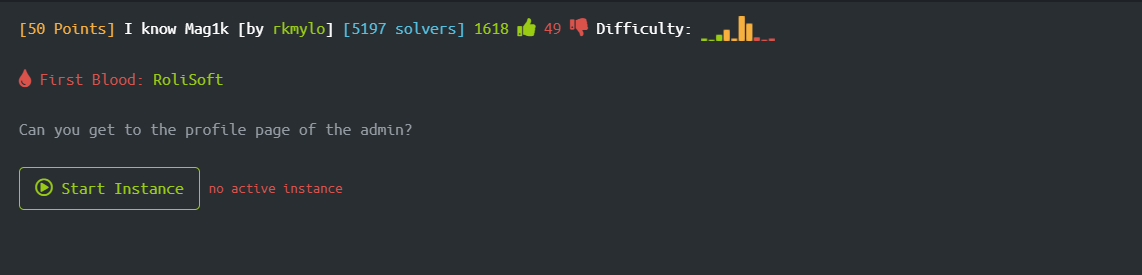 [50 Points] I know Mag1k [by rkmylo] [5197 solvers] 1618 49 Difficulty:
First Blood: RoliSoft
Can you get to the profile page of the admin?
Start Instance no active instance